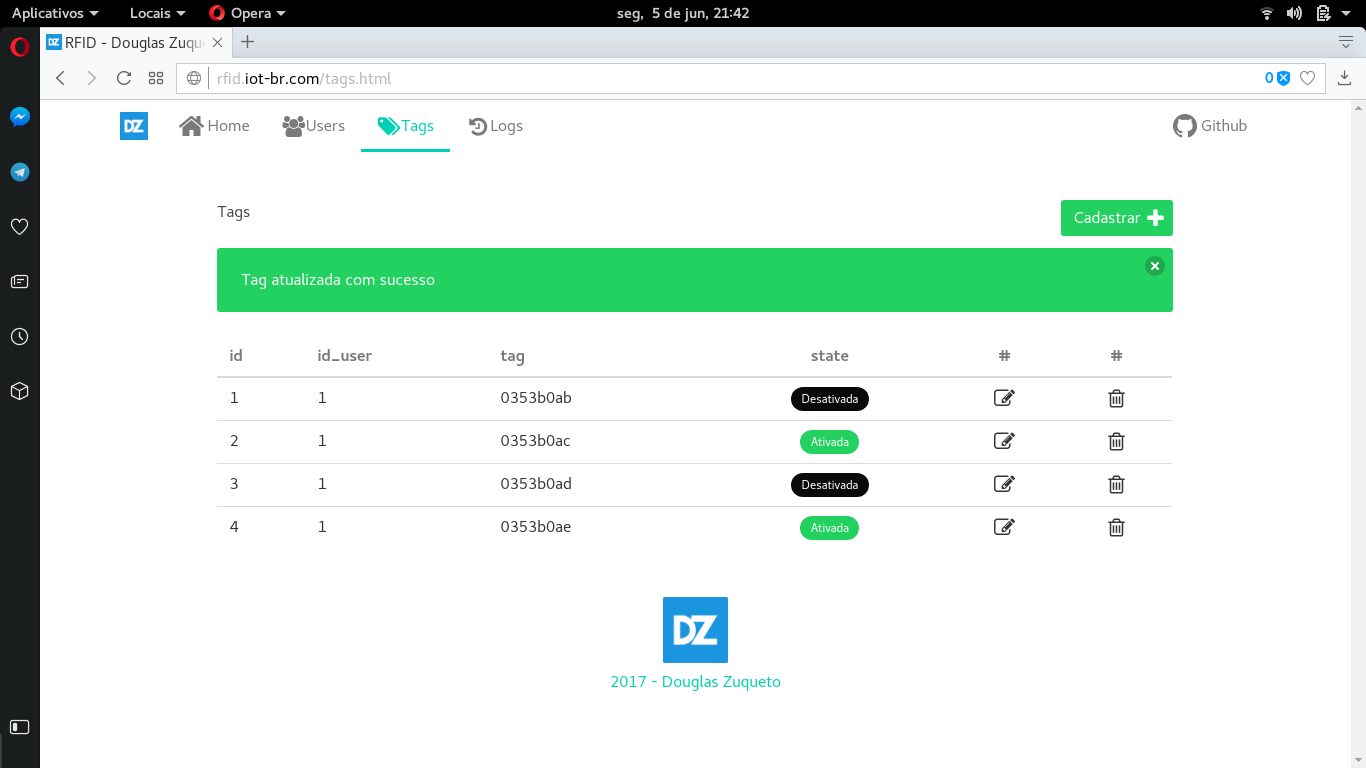 Aplicativos Locais Opera seg, 5 de jun, 21:42
RFID - Douglas Zuqu
rfid.iot-br.com/tags.html 0
DZ Home Users Tags Logs Github
Tags Cadastrar
Tag atualizada com sucesso
id id_user tag state # #
1 1 0353b0ab Desativada
2 1 0353b0ac Ativada
3 1 0353b0ad Desativada
4 1 0353b0ae Ativada
DZ
2017 - Douglas Zuqueto